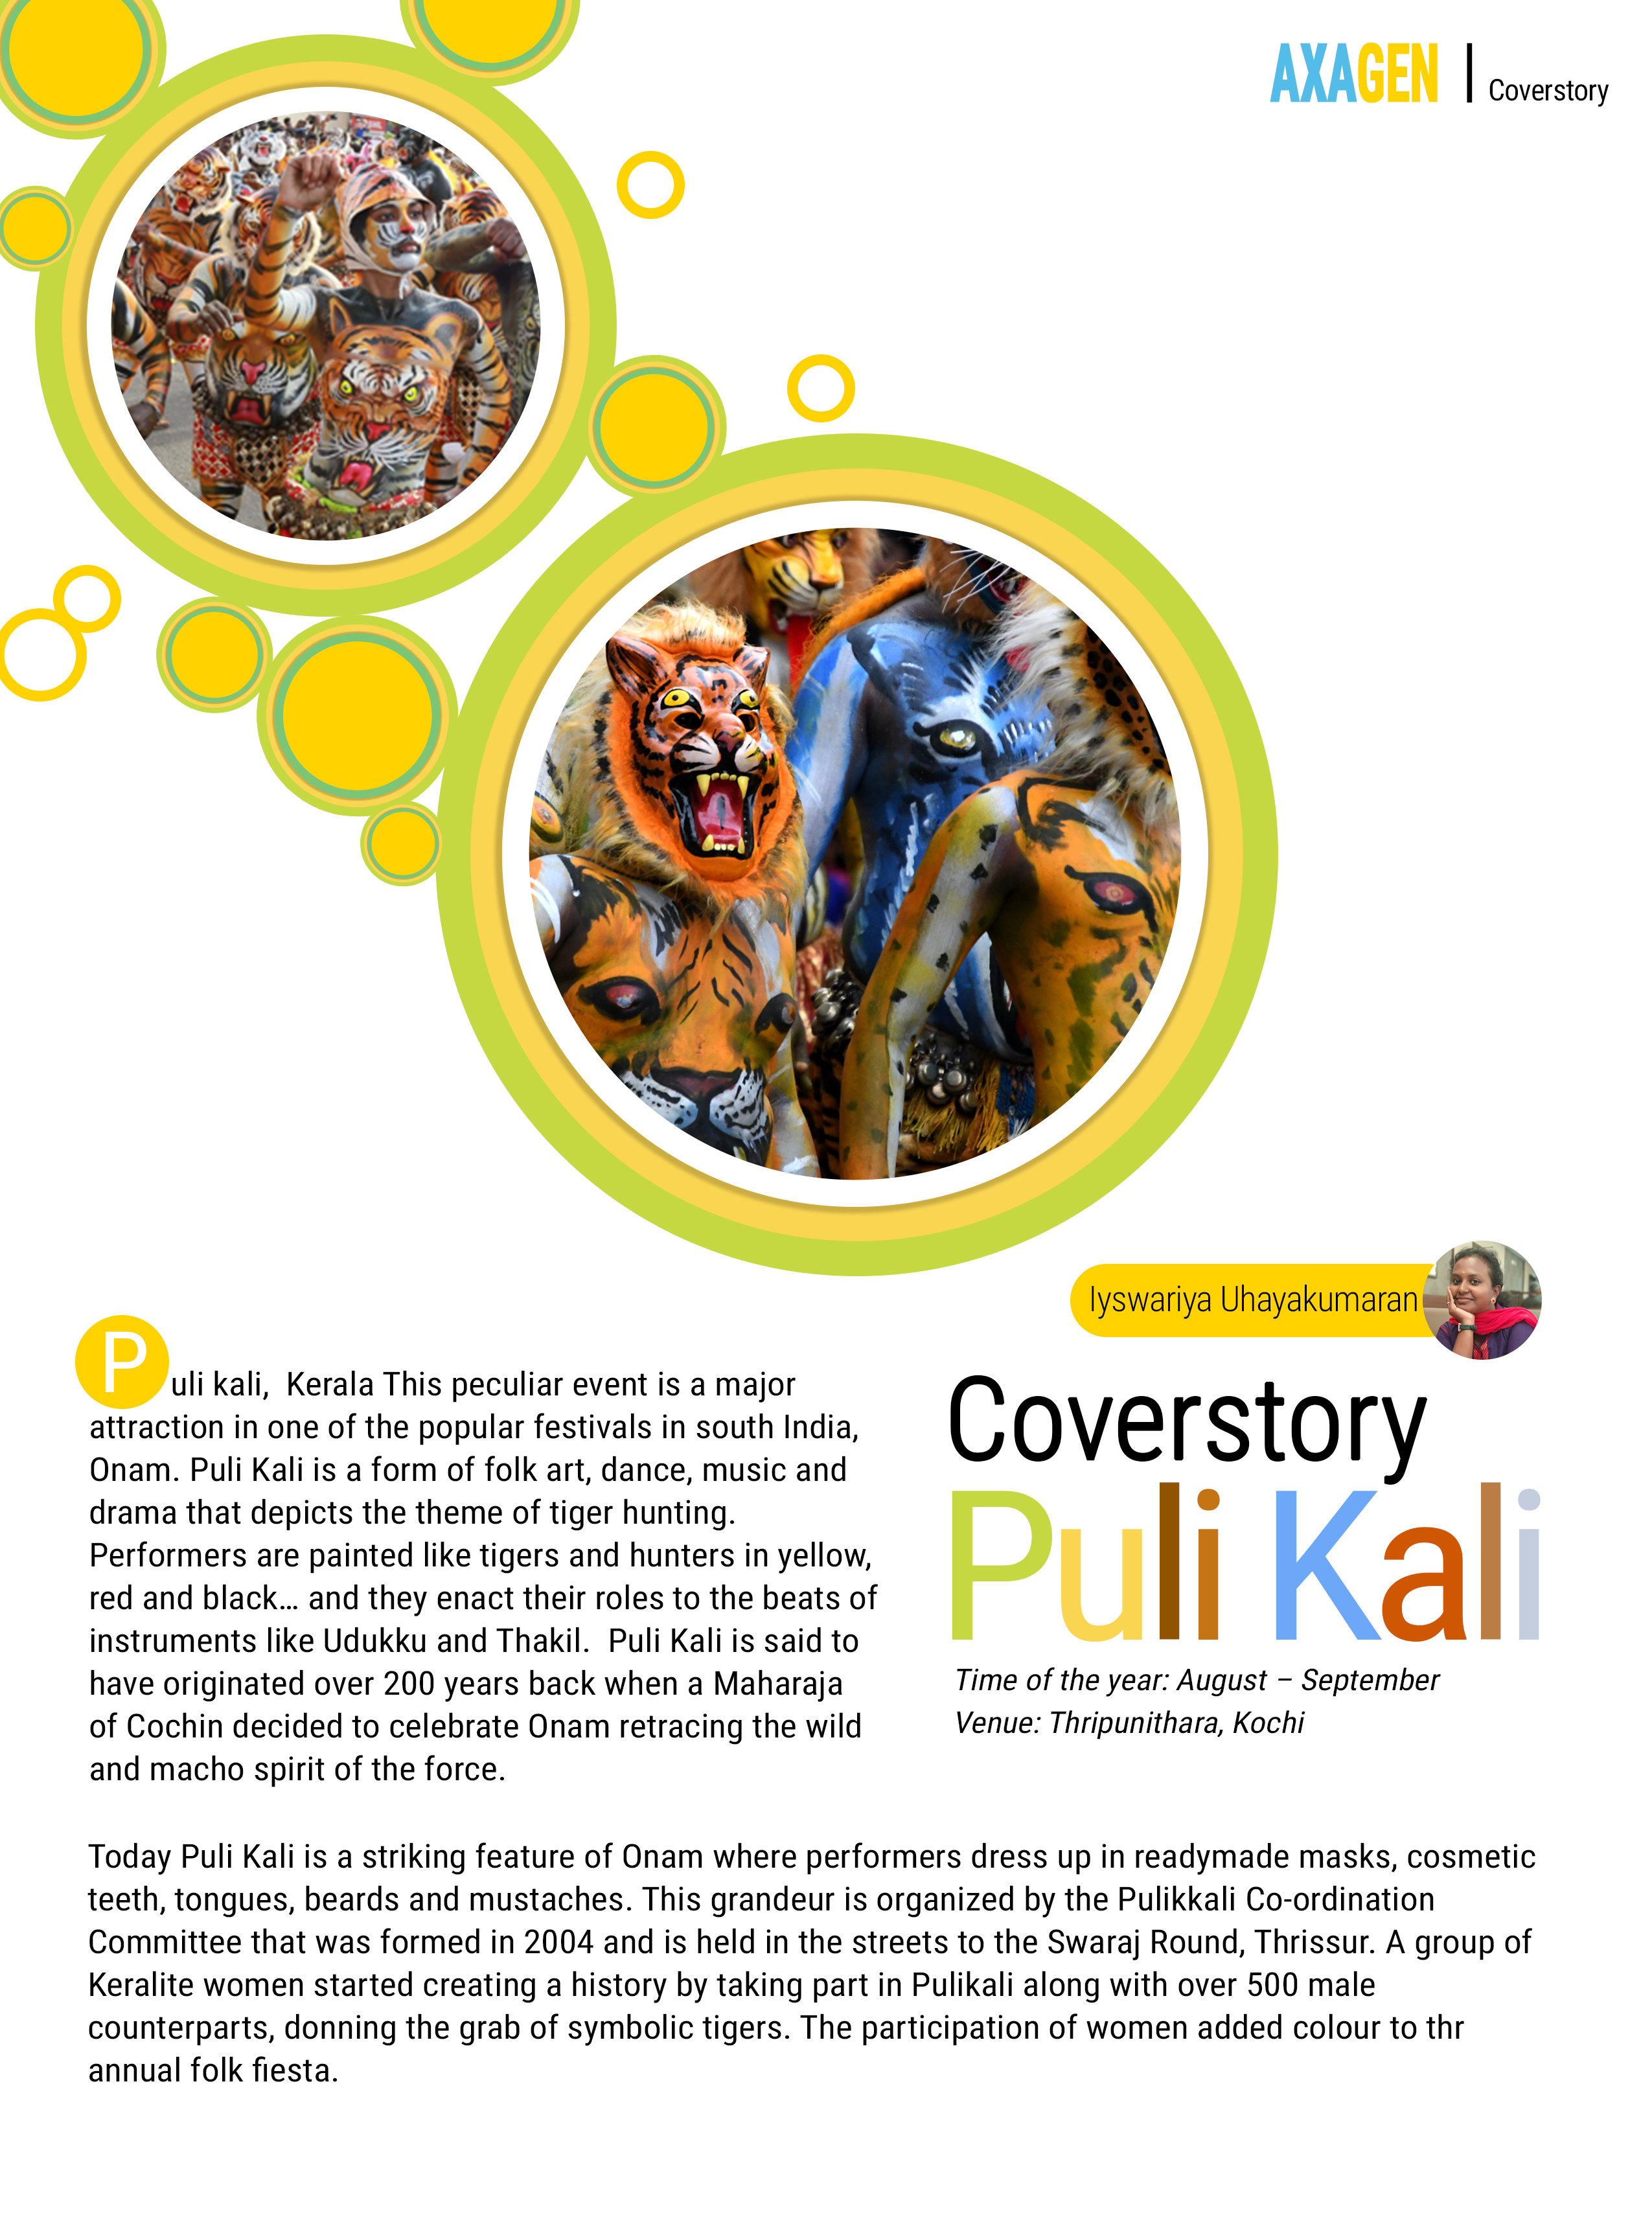 AXAGEN | Coverstory
Iyswariya Uhayakumaran
Coverstory
Puli Kali
Time of the year: August – September
Venue: Thripunithara, Kochi
Puli kali,  Kerala This peculiar event is a major
attraction in one of the popular festivals in south India,
Onam. Puli Kali is a form of folk art, dance, music and
drama that depicts the theme of tiger hunting.
Performers are painted like tigers and hunters in yellow,
red and black… and they enact their roles to the beats of
instruments like Udukku and Thakil.  Puli Kali is said to
have originated over 200 years back when a Maharaja
of Cochin decided to celebrate Onam retracing the wild
and macho spirit of the force.
Today Puli Kali is a striking feature of Onam where performers dress up in readymade masks, cosmetic
teeth, tongues, beards and mustaches. This grandeur is organized by the Pulikkali Co-ordination
Committee that was formed in 2004 and is held in the streets to the Swaraj Round, Thrissur. A group of
Keralite women started creating a history by taking part in Pulikali along with over 500 male
counterparts, donning the grab of symbolic tigers. The participation of women added colour to thr
annual folk fiesta.